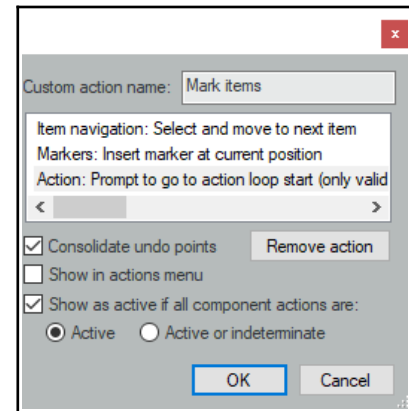 x
Custom action name: Mark items
Item navigation: Select and move to next item
Markers: Insert marker at current position
Action: Prompt to go to action loop start (only valid
< >
Consolidate undo points Remove action
Show in actions menu
Show as active if all component actions are:
Active Active or indeterminate
OK Cancel